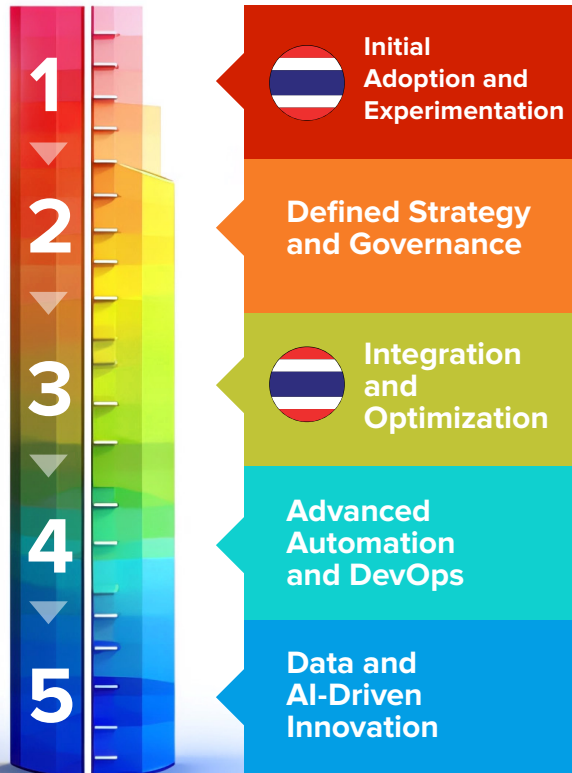 1
Initial
Adoption and
Experimentation
2
Defined Strategy
and Governance
3
Integration
and
Optimization
4
Advanced
Automation
and DevOps
5
Data and
AI-Driven
Innovation